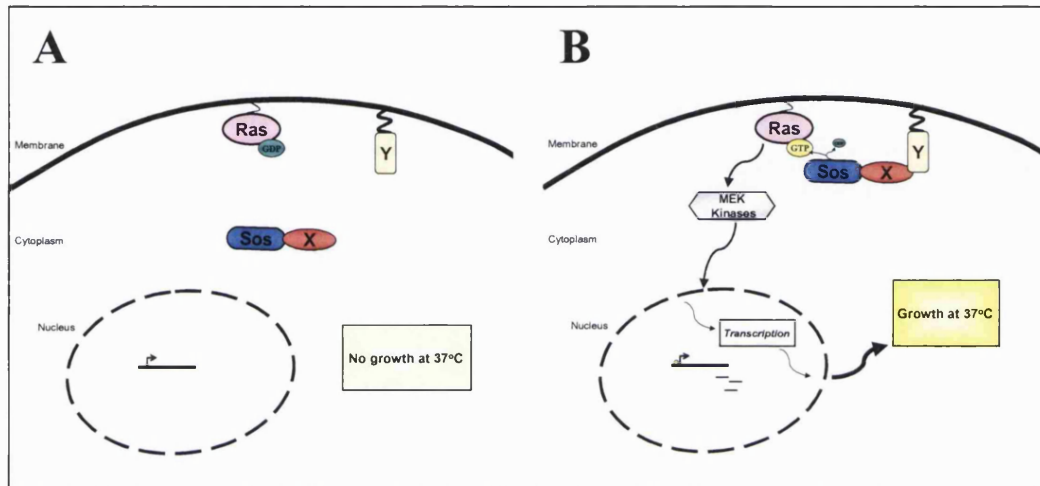 A
Ras
GDP
Membrane
Y
Sos X
Cytoplasm
Nucleus
No growth at 37°C
B
Ras
GTP
Membrane
Y
Sos X
MEK
Kinases
Cytoplasm
Nucleus
Transcription
Growth at 37°C